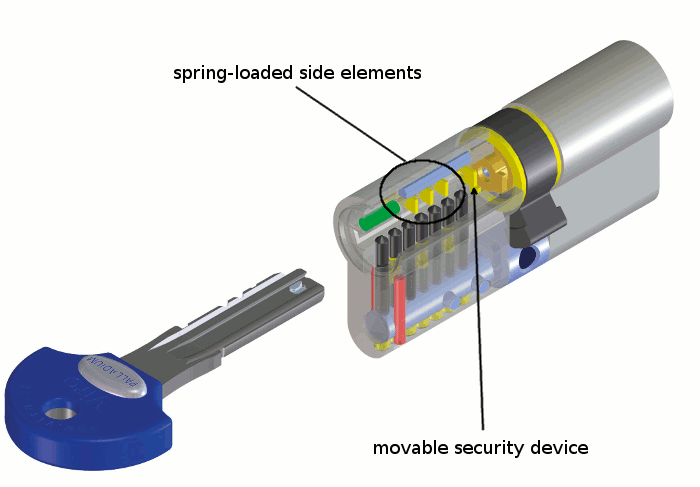 spring-loaded side elements
PALLADIUM
movable security device